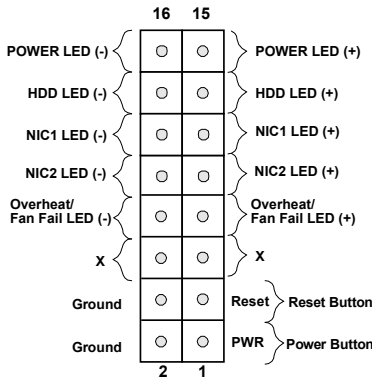 16 15
POWER LED (-) POWER LED (+)
HDD LED (-) HDD LED (+)
NIC1 LED (-) NIC1 LED (+)
NIC2 LED (-) NIC2 LED (+)
Overheat/ Overheat/
Fan Fail LED (-) Fan Fail LED (+)
X X
Ground Reset Reset Button
Ground PWR Power Button
2 1